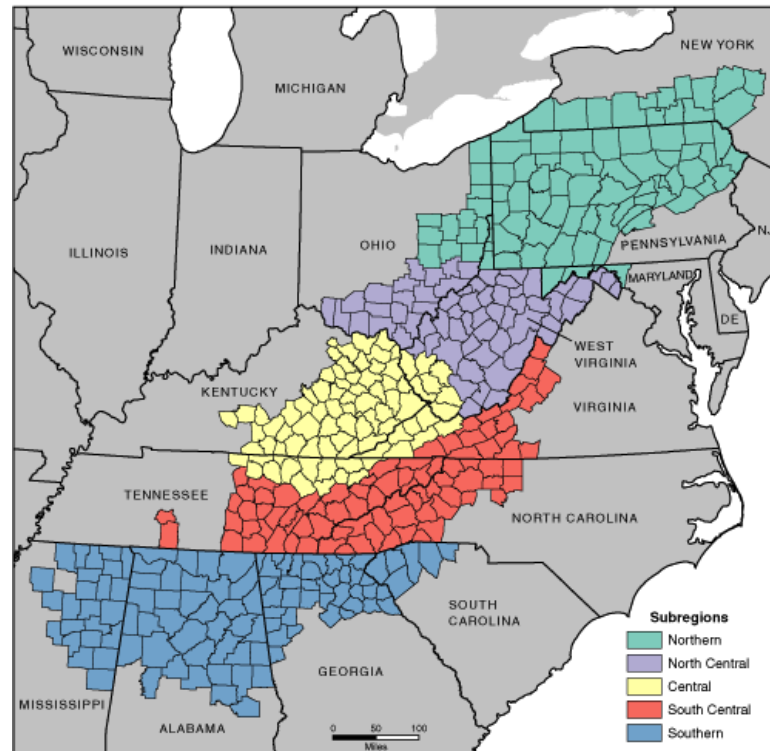 WISCONSIN
MICHIGAN
NEW YORK
ILLINOIS
INDIANA
OHIO
PENNSYLVANIA
NJ
MARYLAND
DE
WEST
VIRGINIA
KENTUCKY
VIRGINIA
TENNESSEE
NORTH CAROLINA
SOUTH
CAROLINA
GEORGIA
MISSISSIPPI
ALABAMA
Subregions
Northern
North Central
Central
South Central
Southern
0 50 100
Miles